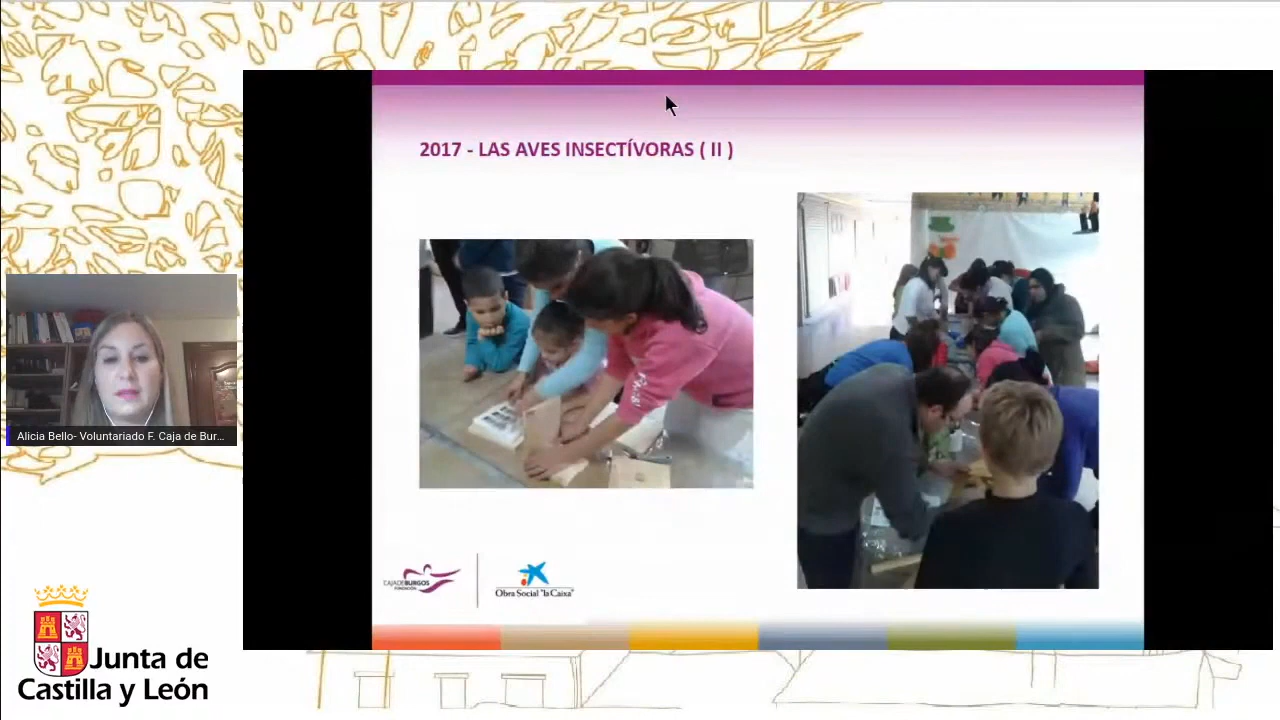 2017 - LAS AVES INSECTÍVORAS ( II )
Alicia Bello- Voluntariado F. Caja de Bur...
CAJADEBURGOS
FUNDACIÓN
Obra Social "la Caixa"
Junta de
Castilla y León